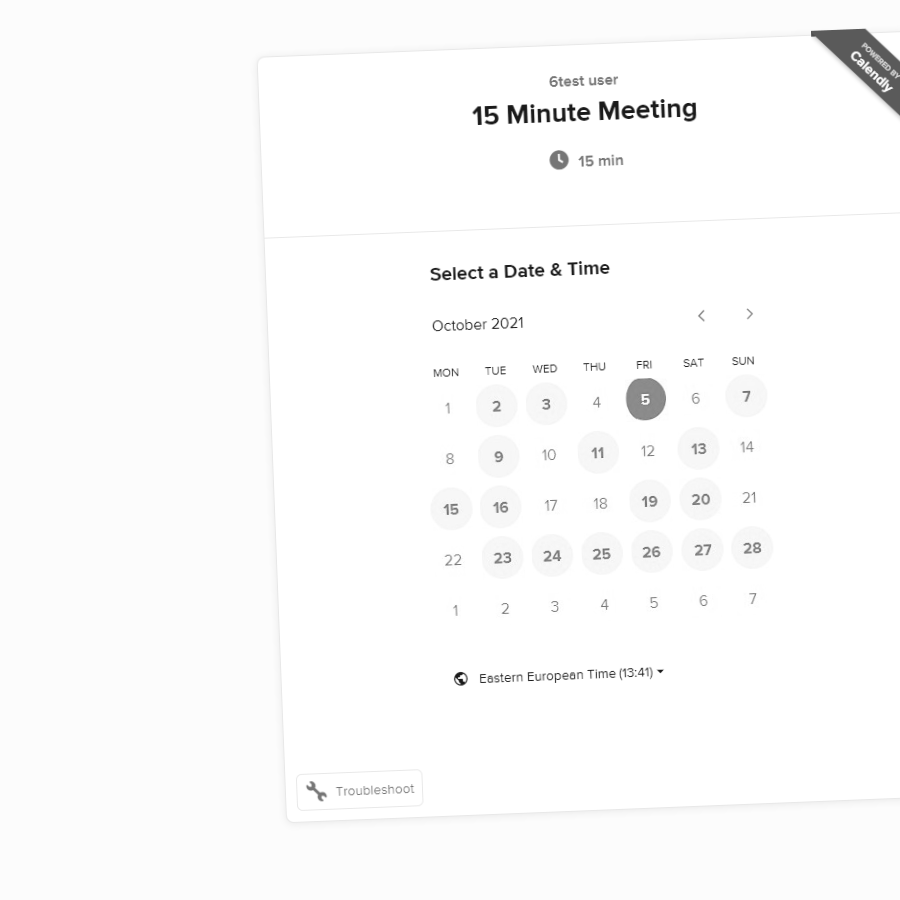 POWERED BY
Calendly
6test user
15 Minute Meeting
15 min
Select a Date & Time
October 2021
MON TUE WED THU FRI SAT SUN
1 2 3 4 5 6 7
8 9 10 11 12 13 14
15 16 17 18 19 20 21
22 23 24 25 26 27 28
1 2 3 4 5 6 7
Eastern European Time (13:41)
Troubleshoot